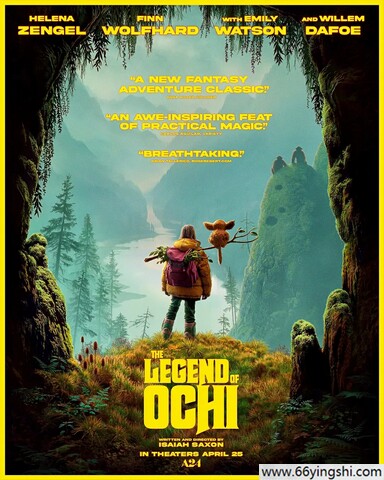 HELENA
ZENGEL
FINN
WOLFHARD
WITH EMILY
WATSON
AND WILLEM
DAFOE
"A NEW FANTASY
ADVENTURE CLASSIC."
"AN AWE-INSPIRING FEAT
OF PRACTICAL MAGIC."
"BREATHTAKING."
THE
LEGEND OF
OCHI
WRITTEN AND DIRECTED BY
ISAIAH SAXON
IN THEATERS APRIL 25
A24
www.66yingshi.com